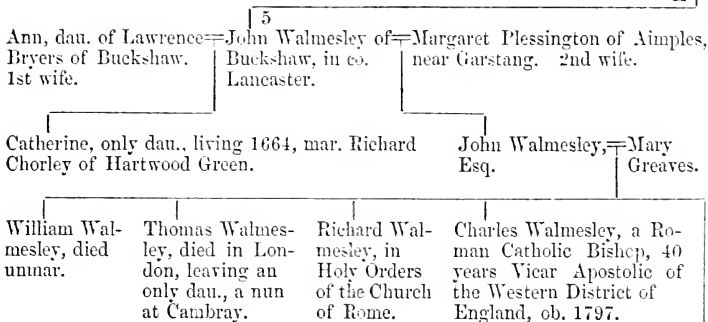 5
Ann, dau. of Lawrence=John Walmesley of=Margaret Plessington of Aimples,
Bryers of Buckshaw. Buckshaw, in co. near Garstang. 2nd wife.
1st wife. Lancaster.
Catherine, only dau., living 1664, mar. Richard John Walmesley,=Mary
Chorley of Hartwood Green. Esq. Greaves.
William Wal- Thomas Walmes- Richard Wal- Charles Walmesley, a Ro-
mesley, died ley, died in Lon- mesley, in man Catholic Bishop, 40
unmar. don, leaving an Holy Orders years Vicar Apostolic of
only dau., a nun of the Church the Western District of
at Cambray. of Rome. England, ob. 1797.